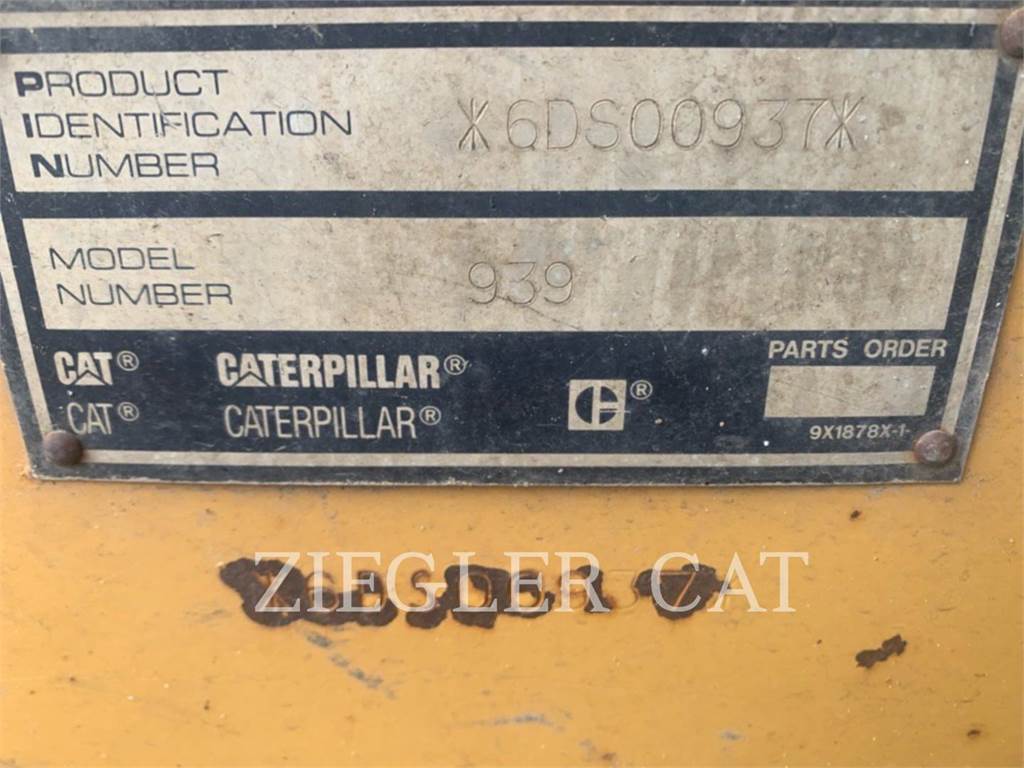 PRODUCT
IDENTIFICATION
NUMBER
*6DS00937*
MODEL
NUMBER
939
CAT® CATERPILLAR®
CAT® CATERPILLAR®
C ®
PARTS ORDER
9X1878X-1-
ZIEGLER CAT